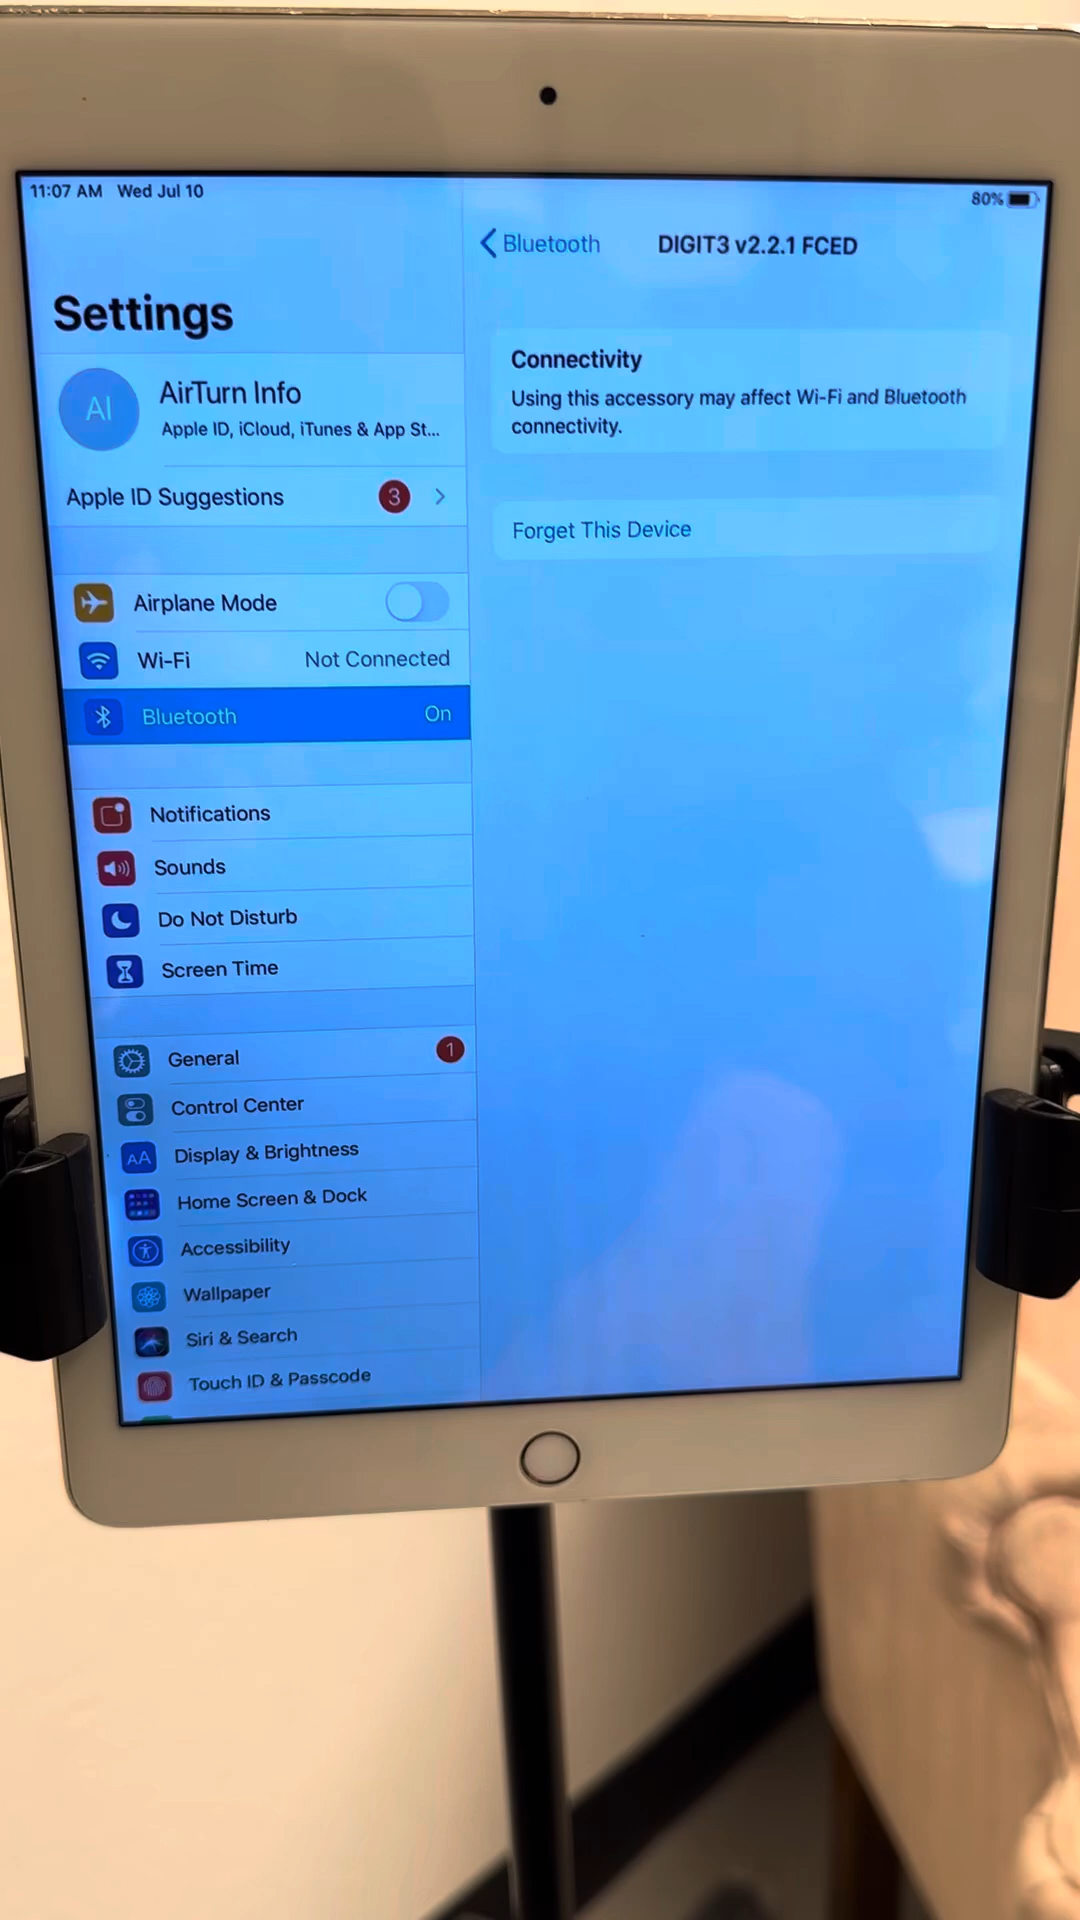 11:07 AM Wed Jul 10
80%
Settings
AI
AirTurn Info
Apple ID, iCloud, iTunes & App St...
Apple ID Suggestions 3
Airplane Mode
Wi-Fi Not Connected
Bluetooth On
Notifications
Sounds
Do Not Disturb
Screen Time
General 1
Control Center
AA Display & Brightness
Home Screen & Dock
Accessibility
Wallpaper
Siri & Search
Touch ID & Passcode
Bluetooth DIGIT3 v2.2.1 FCED
Connectivity
Using this accessory may affect Wi-Fi and Bluetooth
connectivity.
Forget This Device